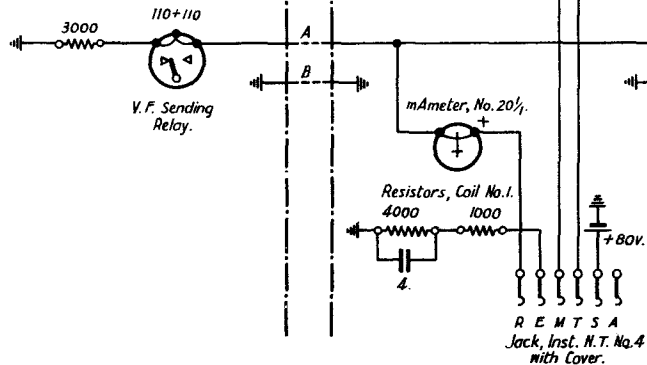 3000
110+110
A
B
V.F. Sending
Relay.
mAmeter, No. 20/1.
+
Resistors, Coil No.1.
4000
1000
4.
+80v.
R E M T S A
Jack, Inst. N.T. No.4
with Cover.